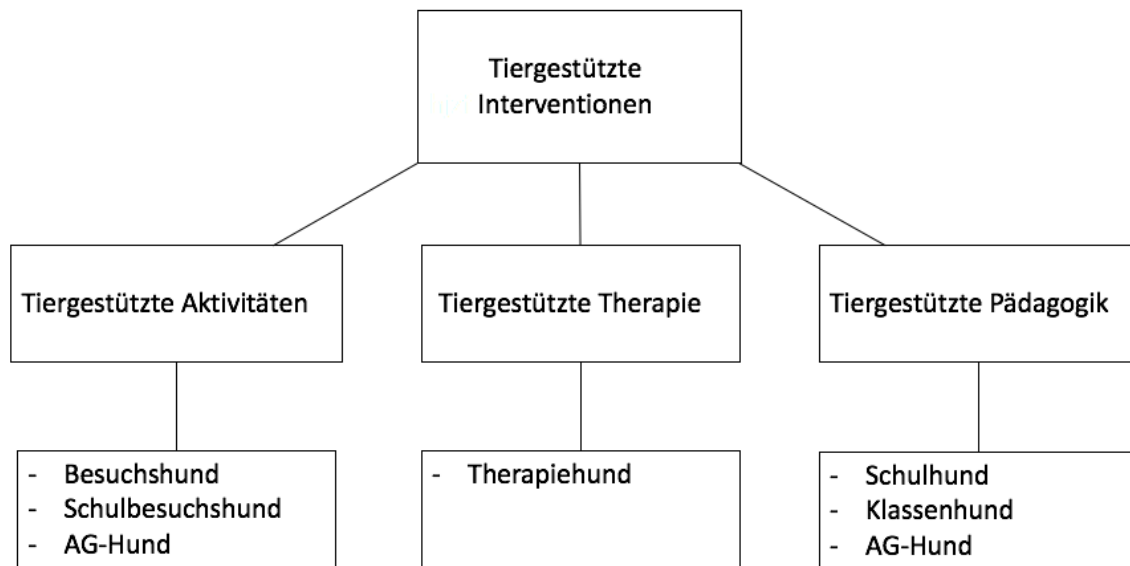 Tiergestützte
Interventionen
Tiergestützte Aktivitäten
Tiergestützte Therapie
Tiergestützte Pädagogik
- Besuchshund
- Schulbesuchshund
- AG-Hund
- Therapiehund
- Schulhund
- Klassenhund
- AG-Hund